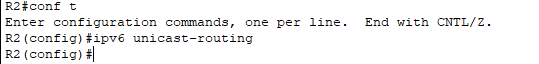 R2#conf t
Enter configuration commands, one per line.  End with CNTL/Z.
R2(config)#ipv6 unicast-routing
R2(config)#